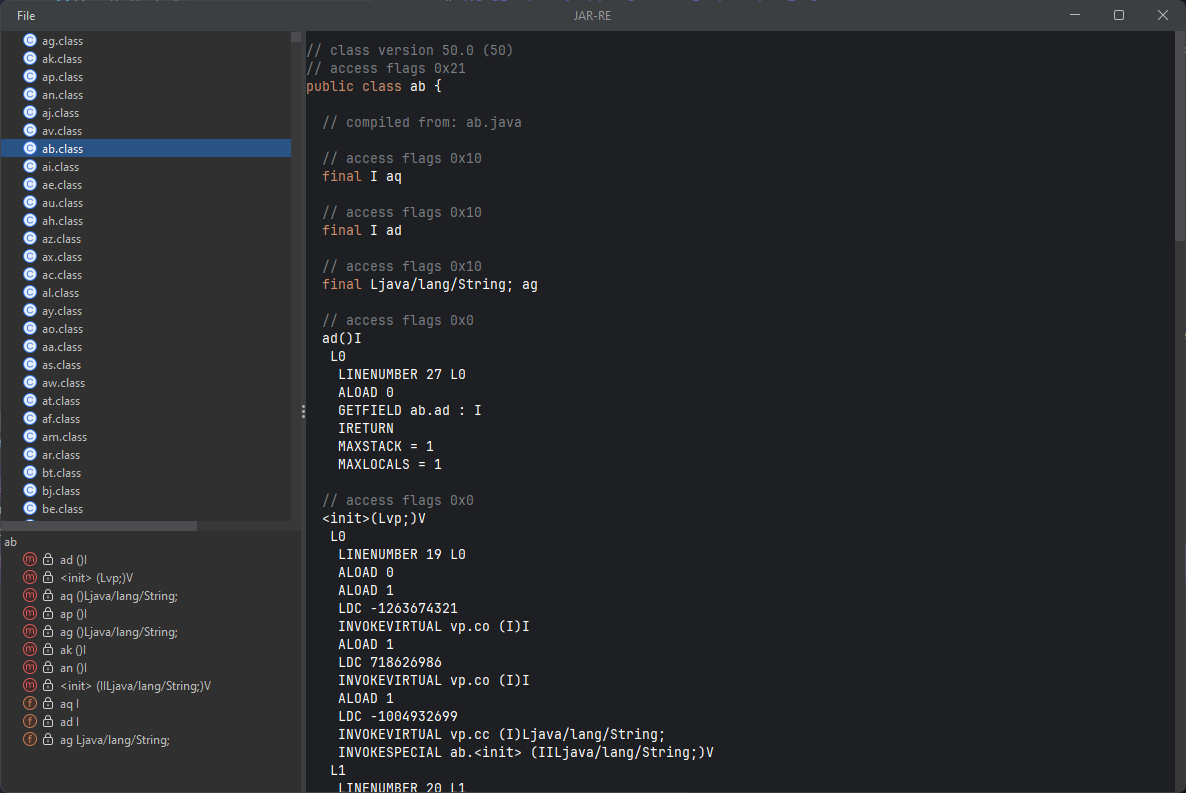 File
JAR-RE
ag.class
ak.class
ap.class
an.class
aj.class
av.class
ab.class
ai.class
ae.class
au.class
ah.class
az.class
ax.class
ac.class
al.class
ay.class
ao.class
aa.class
as.class
aw.class
at.class
af.class
am.class
ar.class
bt.class
bj.class
be.class
ab
ad ()I
<init> (Lvp;)V
aq ()Ljava/lang/String;
ap ()I
ag ()Ljava/lang/String;
ak ()I
an ()I
<init> (IILjava/lang/String;)V
aq I
ad I
ag Ljava/lang/String;
// class version 50.0 (50)
// access flags 0x21
public class ab {
// compiled from: ab.java
// access flags 0x10
final I aq
// access flags 0x10
final I ad
// access flags 0x10
final Ljava/lang/String; ag
// access flags 0x0
ad()I
L0
LINENUMBER 27 L0
ALOAD 0
GETFIELD ab.ad : I
IRETURN
MAXSTACK = 1
MAXLOCALS = 1
// access flags 0x0
<init>(Lvp;)V
L0
LINENUMBER 19 L0
ALOAD 0
ALOAD 1
LDC -1263674321
INVOKEVIRTUAL vp.co (I)I
ALOAD 1
LDC 718626986
INVOKEVIRTUAL vp.co (I)I
ALOAD 1
LDC -1004932699
INVOKEVIRTUAL vp.cc (I)Ljava/lang/String;
INVOKESPECIAL ab.<init> (IILjava/lang/String;)V
L1
LINENUMBER 20 L1